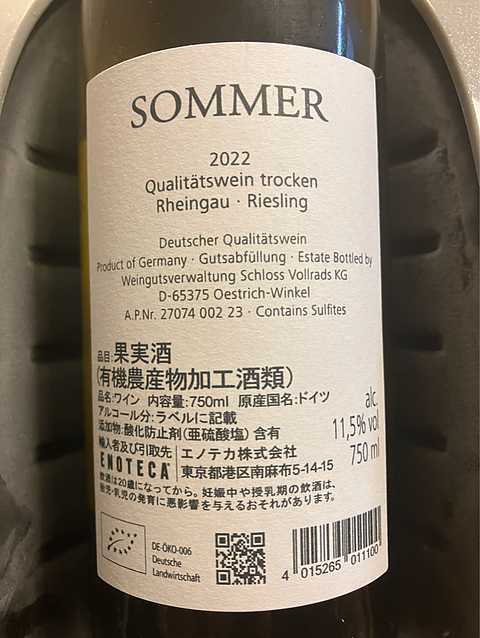 SOMMER
2022
Qualitätswein trocken
Rheingau · Riesling
Deutscher Qualitätswein
Product of Germany · Gutsabfüllung · Estate Bottled by
Weingutsverwaltung Schloss Vollrads KG
D-65375 Oestrich-Winkel
A.P.Nr. 27074 002 23 · Contains Sulfites
品目:果実酒
(有機農産物加工酒類)
品名:ワイン 内容量:750ml 原産国名:ドイツ
アルコール分:ラベルに記載
添加物:酸化防止剤(亜硫酸塩)含有
alc.
11,5% vol
750 ml
輸入者及び引取先
ENOTECA
エノテカ株式会社
東京都港区南麻布5-14-15
飲酒は20歳になってから。妊娠中や授乳期の飲酒は、
胎児・乳児の発育に悪影響を与えるおそれがあります。
DE-ÖKO-006
Deutsche
Landwirtschaft
4 015265 011100